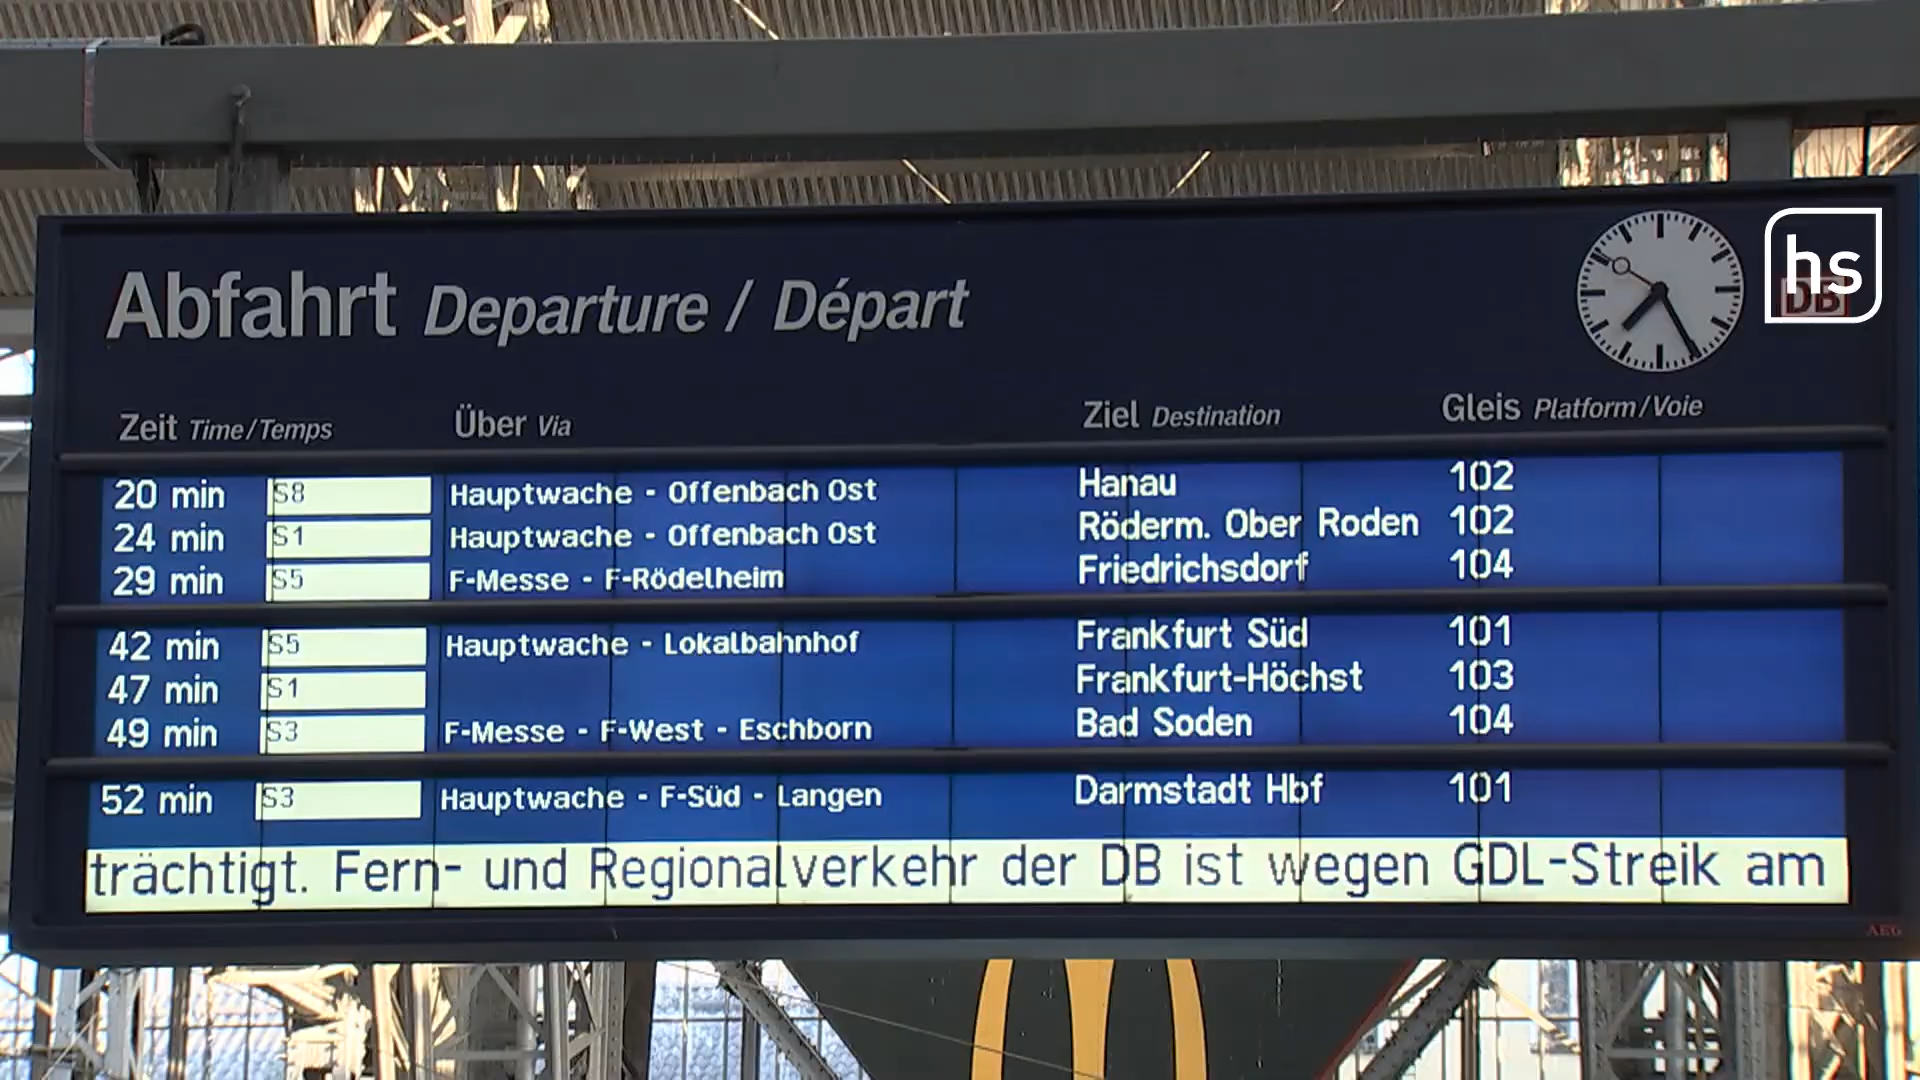 hs
DB
Abfahrt Departure / Départ
Zeit Time/Temps Über Via Ziel Destination Gleis Platform/Voie
20 min S8 Hauptwache - Offenbach Ost Hanau 102
24 min S1 Hauptwache - Offenbach Ost Röderm. Ober Roden 102
29 min S5 F-Messe - F-Rödelheim Friedrichsdorf 104
42 min S5 Hauptwache - Lokalbahnhof Frankfurt Süd 101
47 min S1 Frankfurt-Höchst 103
49 min S3 F-Messe - F-West - Eschborn Bad Soden 104
52 min S3 Hauptwache - F-Süd - Langen Darmstadt Hbf 101
trächtigt. Fern- und Regionalverkehr der DB ist wegen GDL-Streik am
AEG